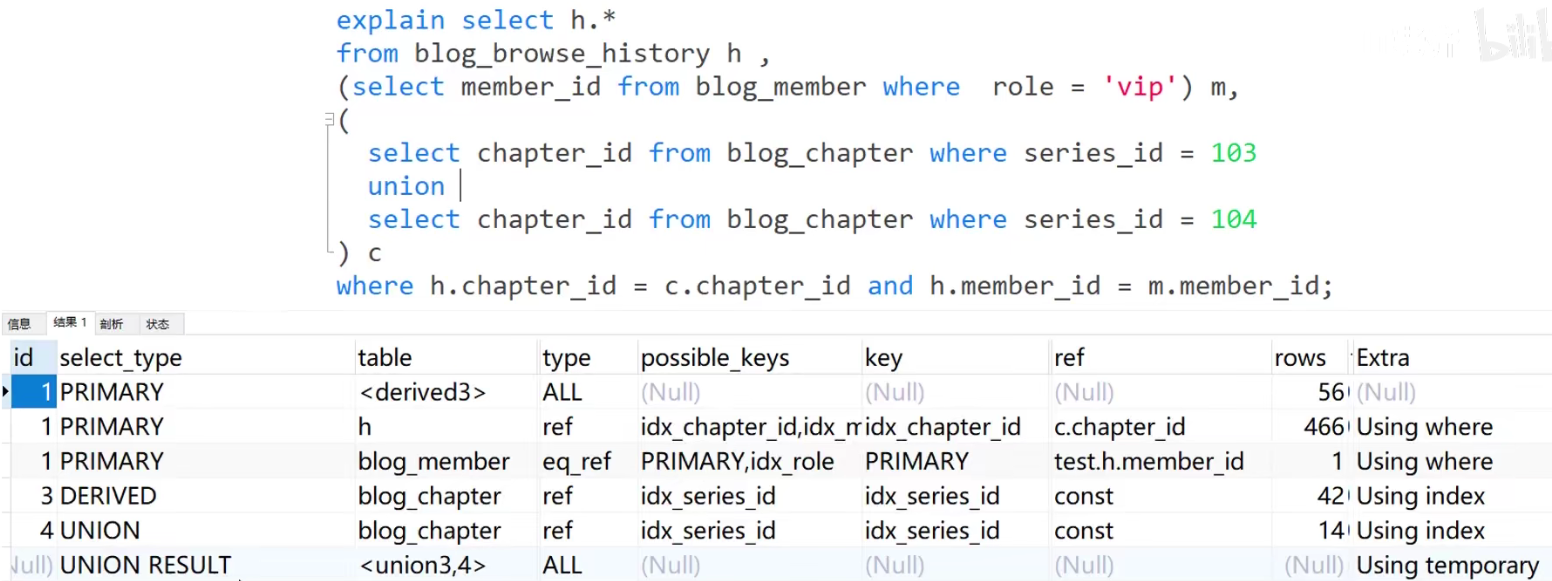 explain select h.*
from blog_browse_history h ,
(select member_id from blog_member where role = 'vip') m,
(
select chapter_id from blog_chapter where series_id = 103
union
select chapter_id from blog_chapter where series_id = 104
) c
where h.chapter_id = c.chapter_id and h.member_id = m.member_id;
信息 结果 1 剖析 状态
id select_type table type possible_keys key ref rows Extra
1 PRIMARY <derived3> ALL (Null) (Null) (Null) 56 (Null)
1 PRIMARY h ref idx_chapter_id,idx_m idx_chapter_id c.chapter_id 466 Using where
1 PRIMARY blog_member eq_ref PRIMARY,idx_role PRIMARY test.h.member_id 1 Using where
3 DERIVED blog_chapter ref idx_series_id idx_series_id const 42 Using index
4 UNION blog_chapter ref idx_series_id idx_series_id const 14 Using index
(Null) UNION RESULT <union3,4> ALL (Null) (Null) (Null) (Null) Using temporary